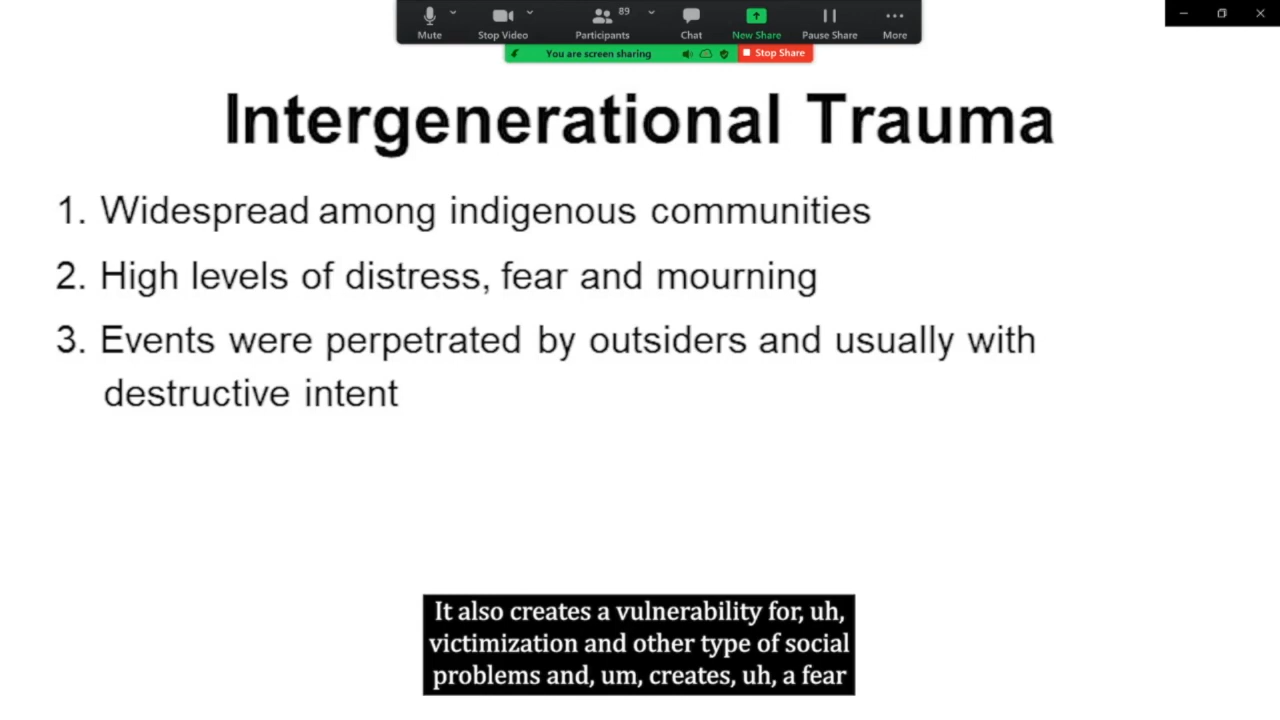 89
Mute
Stop Video
Participants
Chat
New Share
Pause Share
More
You are screen sharing
Stop Share
Intergenerational Trauma
1. Widespread among indigenous communities
2. High levels of distress, fear and mourning
3. Events were perpetrated by outsiders and usually with
destructive intent
It also creates a vulnerability for, uh,
victimization and other type of social
problems and, um, creates, uh, a fear